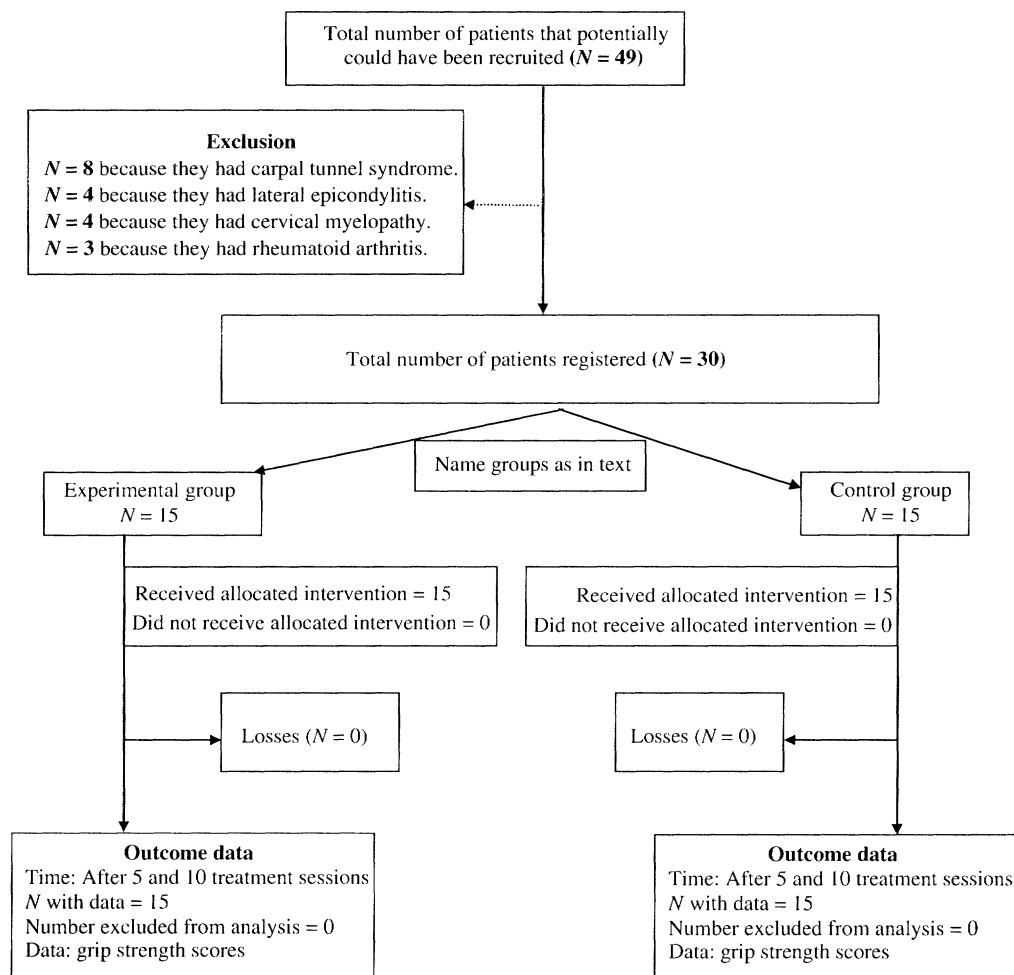 Total number of patients that potentially
could have been recruited (N = 49)
Exclusion
N = 8 because they had carpal tunnel syndrome.
N = 4 because they had lateral epicondylitis.
N = 4 because they had cervical myelopathy.
N = 3 because they had rheumatoid arthritis.
Total number of patients registered (N = 30)
Name groups as in text
Experimental group
N = 15
Control group
N = 15
Received allocated intervention = 15
Did not receive allocated intervention = 0
Received allocated intervention = 15
Did not receive allocated intervention = 0
Losses (N = 0)
Losses (N = 0)
Outcome data
Time: After 5 and 10 treatment sessions
N with data = 15
Number excluded from analysis = 0
Data: grip strength scores
Outcome data
Time: After 5 and 10 treatment sessions
N with data = 15
Number excluded from analysis = 0
Data: grip strength scores